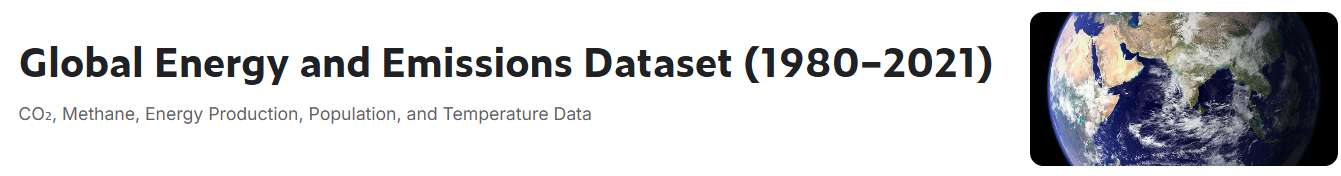 Global Energy and Emissions Dataset (1980–2021)
CO₂, Methane, Energy Production, Population, and Temperature Data